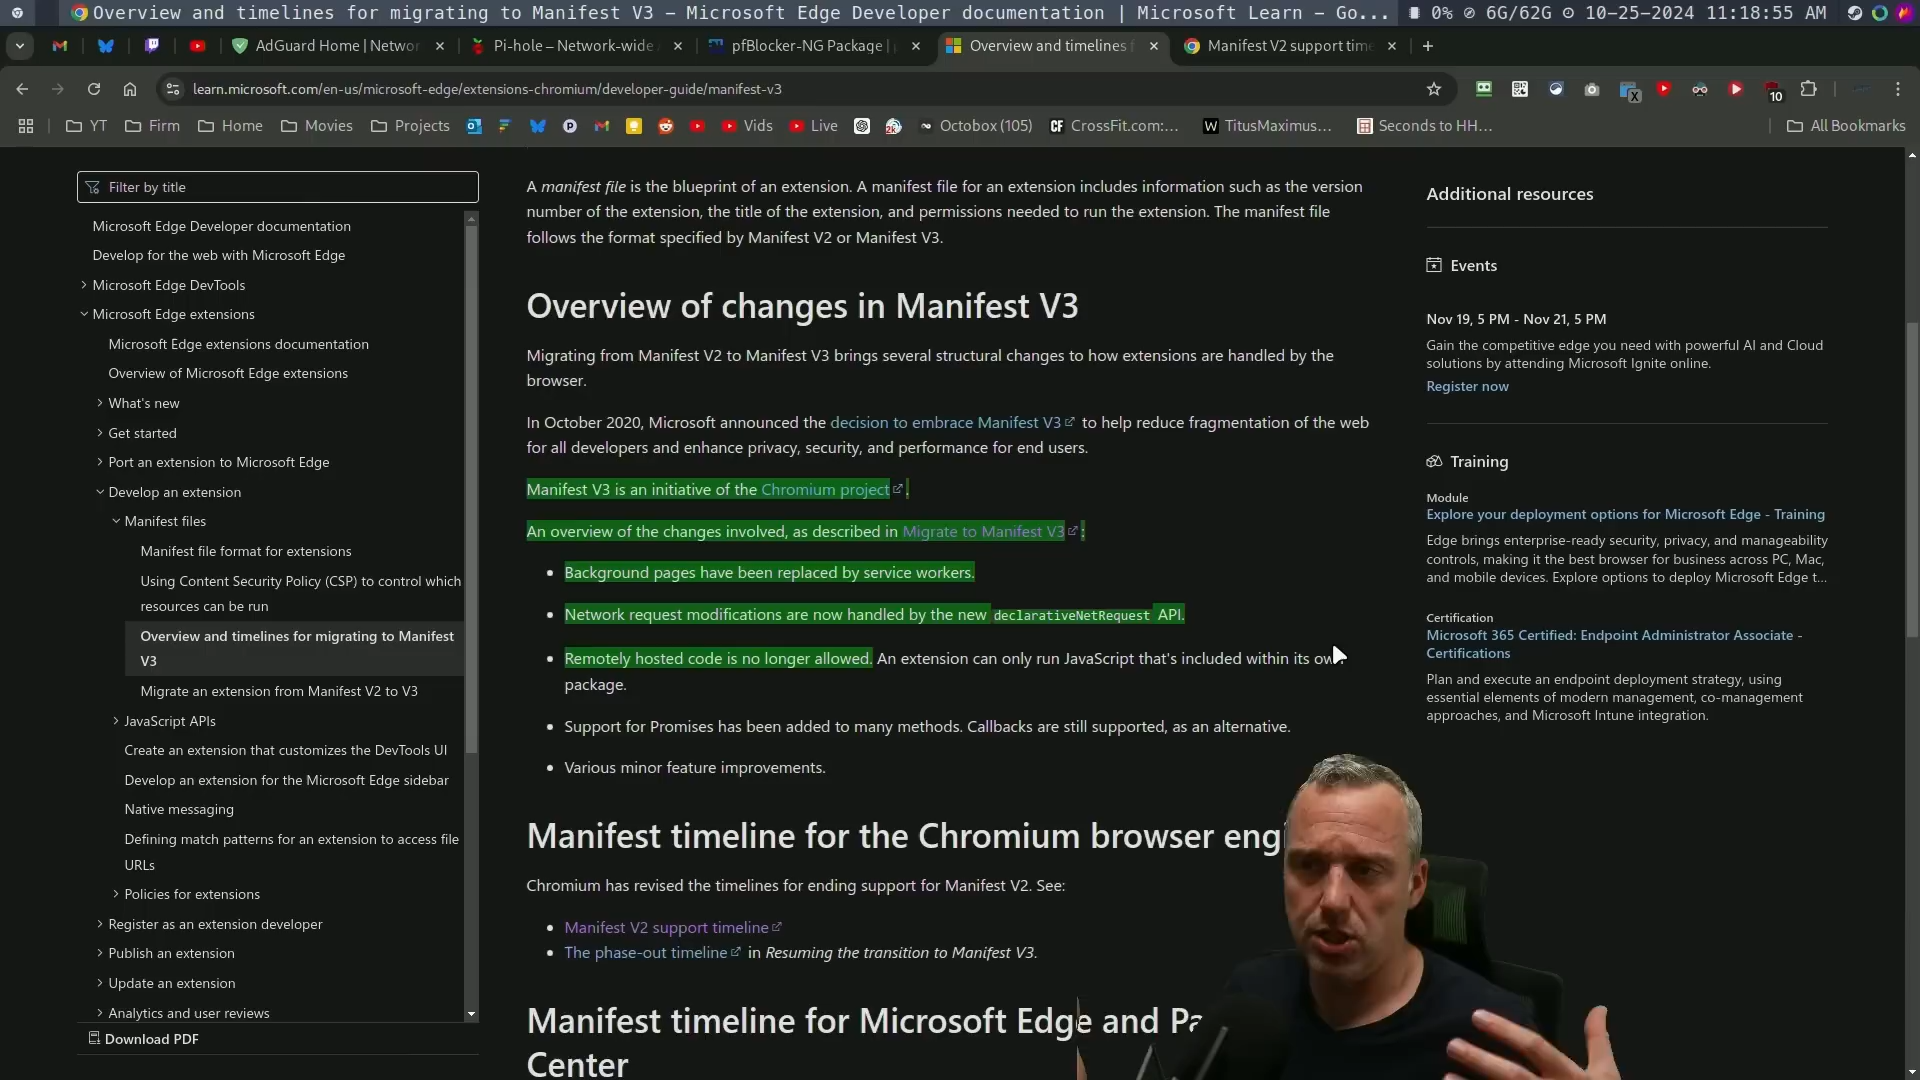 Overview and timelines for migrating to Manifest V3 – Microsoft Edge Developer documentation | Microsoft Learn – Go... 0% 6G/62G 10-25-2024 11:18:55 AM
AdGuard Home | Networ
Pi-hole – Network-wide
pfBlocker-NG Package |
Overview and timelines f
Manifest V2 support time
learn.microsoft.com/en-us/microsoft-edge/extensions-chromium/developer-guide/manifest-v3
X
10
YT
Firm
Home
Movies
Projects
Vids
Live
Octobox (105)
CF CrossFit.com:...
W TitusMaximus...
Seconds to HH...
All Bookmarks
Filter by title
Microsoft Edge Developer documentation
Develop for the web with Microsoft Edge
Microsoft Edge DevTools
Microsoft Edge extensions
Microsoft Edge extensions documentation
Overview of Microsoft Edge extensions
What's new
Get started
Port an extension to Microsoft Edge
Develop an extension
Manifest files
Manifest file format for extensions
Using Content Security Policy (CSP) to control which
resources can be run
Overview and timelines for migrating to Manifest
V3
Migrate an extension from Manifest V2 to V3
JavaScript APIs
Create an extension that customizes the DevTools UI
Develop an extension for the Microsoft Edge sidebar
Native messaging
Defining match patterns for an extension to access file
URLs
Policies for extensions
Register as an extension developer
Publish an extension
Update an extension
Analytics and user reviews
Download PDF
A manifest file is the blueprint of an extension. A manifest file for an extension includes information such as the version
number of the extension, the title of the extension, and permissions needed to run the extension. The manifest file
follows the format specified by Manifest V2 or Manifest V3.
Overview of changes in Manifest V3
Migrating from Manifest V2 to Manifest V3 brings several structural changes to how extensions are handled by the
browser.
In October 2020, Microsoft announced the decision to embrace Manifest V3 to help reduce fragmentation of the web
for all developers and enhance privacy, security, and performance for end users.
Manifest V3 is an initiative of the Chromium project .
An overview of the changes involved, as described in Migrate to Manifest V3 :
• Background pages have been replaced by service workers.
• Network request modifications are now handled by the new declarativeNetRequest API.
• Remotely hosted code is no longer allowed. An extension can only run JavaScript that's included within its own
package.
• Support for Promises has been added to many methods. Callbacks are still supported, as an alternative.
• Various minor feature improvements.
Manifest timeline for the Chromium browser eng
Chromium has revised the timelines for ending support for Manifest V2. See:
• Manifest V2 support timeline
• The phase-out timeline in Resuming the transition to Manifest V3.
Manifest timeline for Microsoft Edge and Pa
Center
Additional resources
Events
Nov 19, 5 PM - Nov 21, 5 PM
Gain the competitive edge you need with powerful AI and Cloud
solutions by attending Microsoft Ignite online.
Register now
Training
Module
Explore your deployment options for Microsoft Edge - Training
Edge brings enterprise-ready security, privacy, and manageability
controls, making it the best browser for business across PC, Mac,
and mobile devices. Explore options to deploy Microsoft Edge t...
Certification
Microsoft 365 Certified: Endpoint Administrator Associate -
Certifications
Plan and execute an endpoint deployment strategy, using
essential elements of modern management, co-management
approaches, and Microsoft Intune integration.